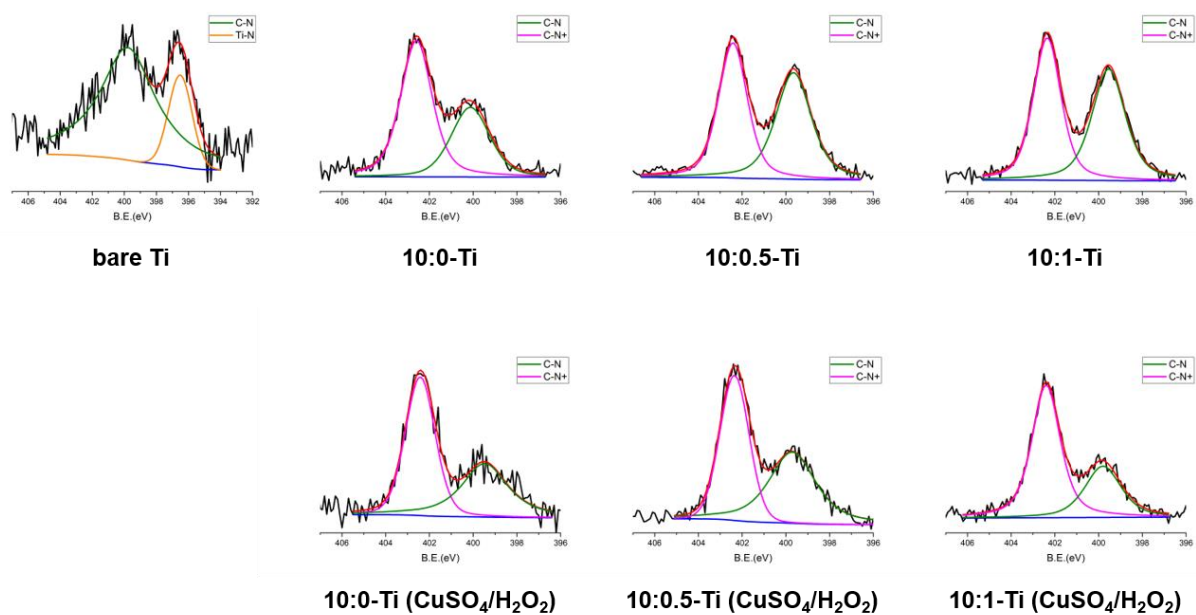 C-N
Ti-N
406 404 402 400 398 396 394 392
B.E.(eV)
bare Ti
C-N
C-N+
406 404 402 400 398 396
B.E.(eV)
10:0-Ti
C-N
C-N+
406 404 402 400 398 396
B.E.(eV)
10:0.5-Ti
C-N
C-N+
406 404 402 400 398 396
B.E.(eV)
10:1-Ti
C-N
C-N+
406 404 402 400 398 396
B.E.(eV)
10:0-Ti (CuSO₄/H₂O₂)
C-N
C-N+
406 404 402 400 398 396
B.E.(eV)
10:0.5-Ti (CuSO₄/H₂O₂)
C-N
C-N+
406 404 402 400 398 396
B.E.(eV)
10:1-Ti (CuSO₄/H₂O₂)